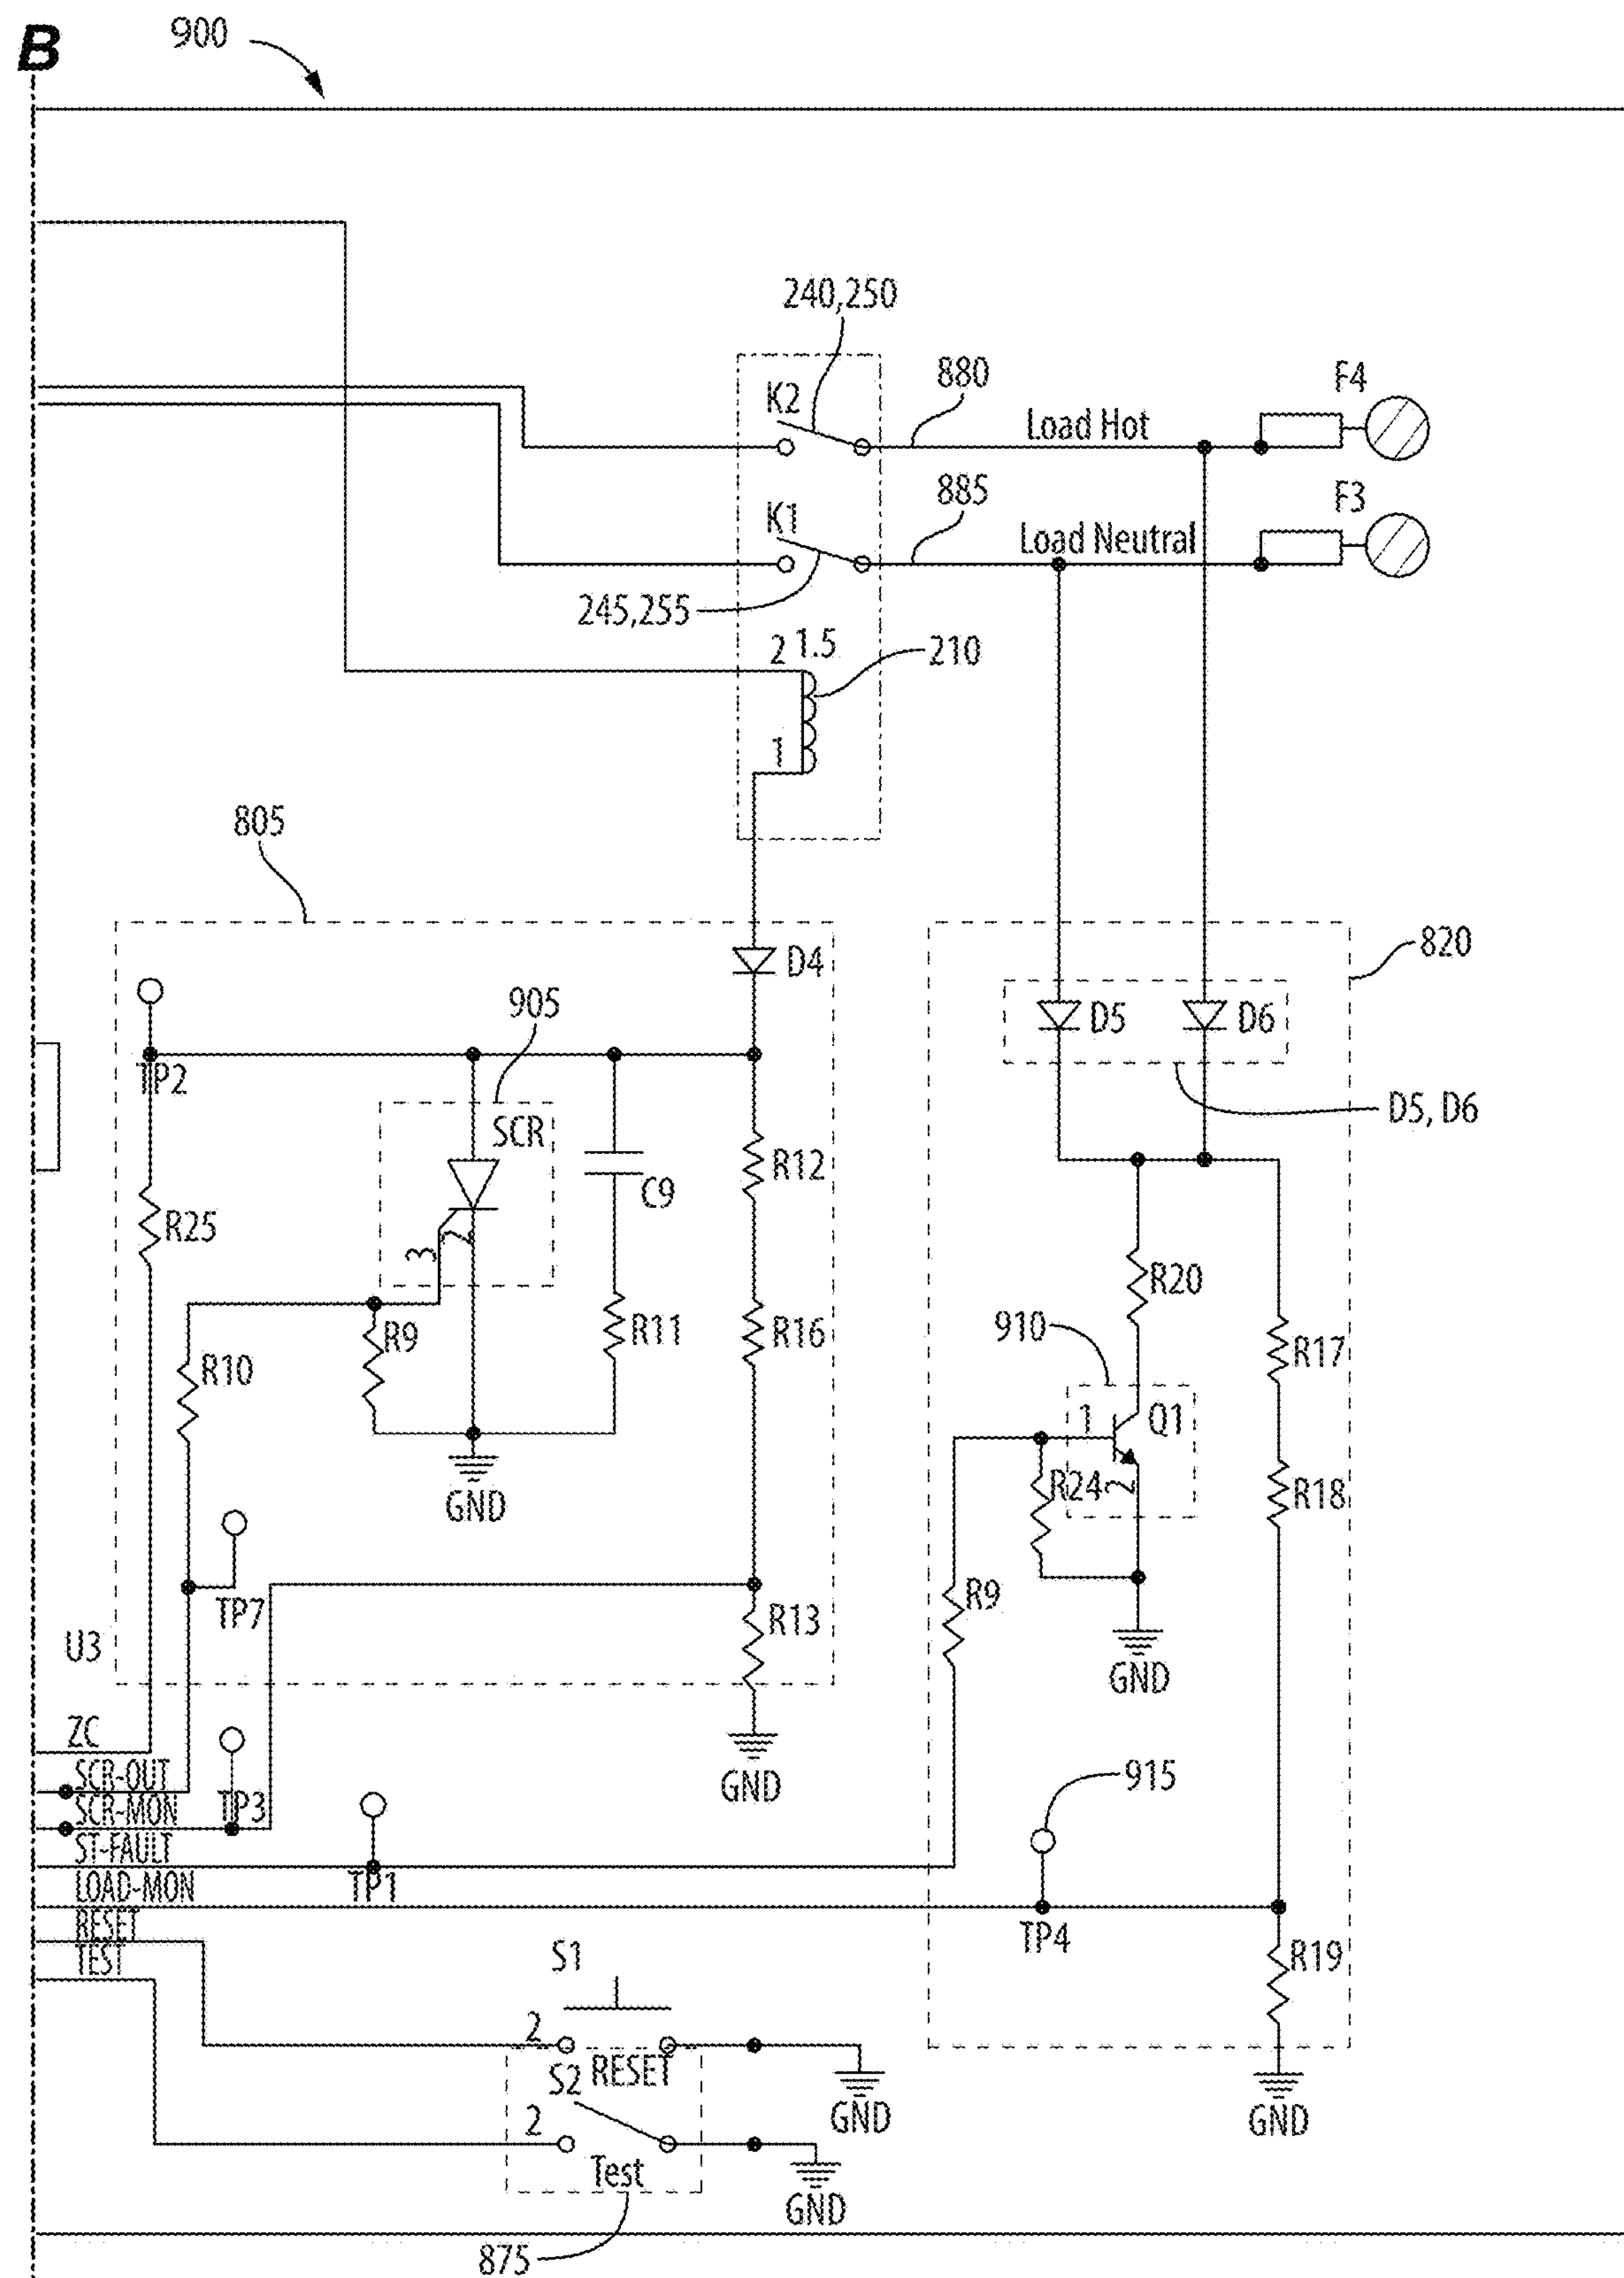 B
900
240,250
K2
880
Load Hot
F4
K1
885
Load Neutral
F3
245,255
2 1.5
210
1
805
D4
820
905
D5
D6
TP2
SCR
D5, D6
R12
C9
R25
3
2
R20
R9
R11
R16
910
R17
R10
1
Q1
R24
2
R18
GND
TP7
R9
R13
U3
GND
ZC
SCR-OUT
GND
915
SCR-MON
TP3
ST-FAULT
LOAD-MON
TP1
RESET
TP4
TEST
S1
R19
2
RESET
S2
GND
GND
2
Test
GND
875